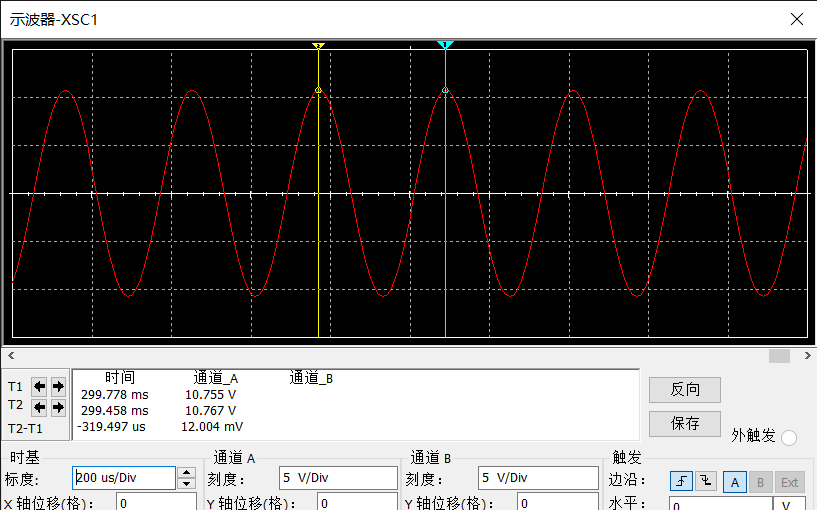 示波器-XSC1
2 1
时间 通道_A 通道_B
T1 299.778 ms 10.755 V
T2 299.458 ms 10.767 V
T2-T1 -319.497 us 12.004 mV
反向
保存
外触发
时基 通道 A 通道 B 触发
标度： 200 us/Div 刻度： 5 V/Div 刻度： 5 V/Div 边沿： A B Ext
X 轴位移(格)： 0 Y 轴位移(格)： 0 Y 轴位移(格)： 0 水平： 0 V